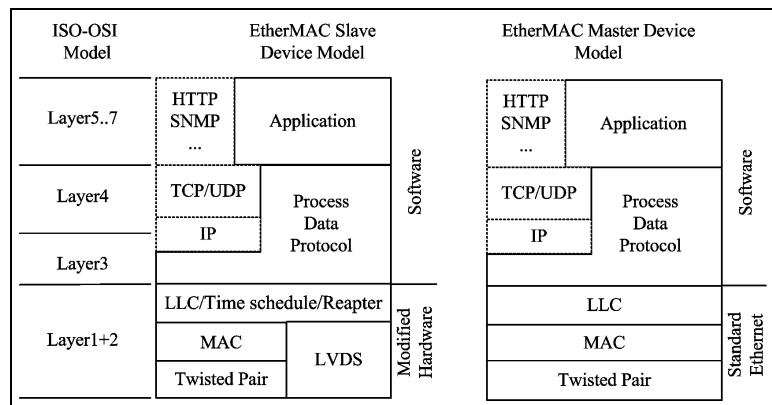 ISO-OSI
Model
EtherMAC Slave
Device Model
EtherMAC Master Device
Model
Layer5..7
HTTP
SNMP
...
Application
Layer4
TCP/UDP
IP
Process
Data
Protocol
Layer3
Software
Layer1+2
LLC/Time schedule/Reapter
MAC
Twisted Pair
LVDS
Modified
Hardware
HTTP
SNMP
...
Application
TCP/UDP
IP
Process
Data
Protocol
Software
LLC
MAC
Twisted Pair
Standard
Ethernet